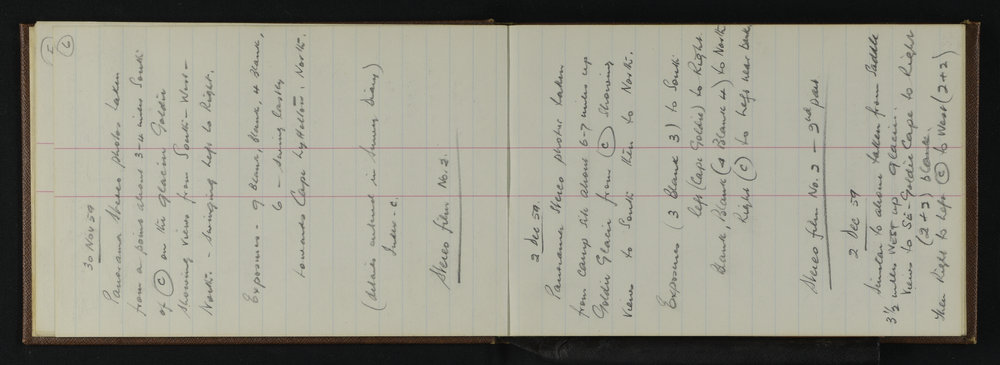 6
30 Nov 59
Panorama Stereo photos taken
from a point about 3-4 miles South
of (C) on the Glacier Goldie
showing views from South - West -
North. - Swinging left to Right.
Exposures - 9 Blank, 4 Blank,
6 - Swung lastly
towards Cape Lyttelton. North.
(details entered in Survey Diary)
Index - C.
Stereo film No. 2.
2 Dec 59.
Panorama Stereo photos taken
from camp site about 6-7 miles up
Goldie Glacier from (C) Showing
Views to South then to North.
Exposures (3 Blank 3) to South
left (Cape Goldie) to Right.
Blank, Blank (4 Blank 4) to North
Right (C) to left near
Stereo film No. 2 - 2nd part
2 Dec 59
Similar to above taken from Saddle
3 1/2 miles WEST up Glacier.
Views to SE - Goldie Cape to Right
(2+2) blank.
then Right to left (C) to West (2+2)